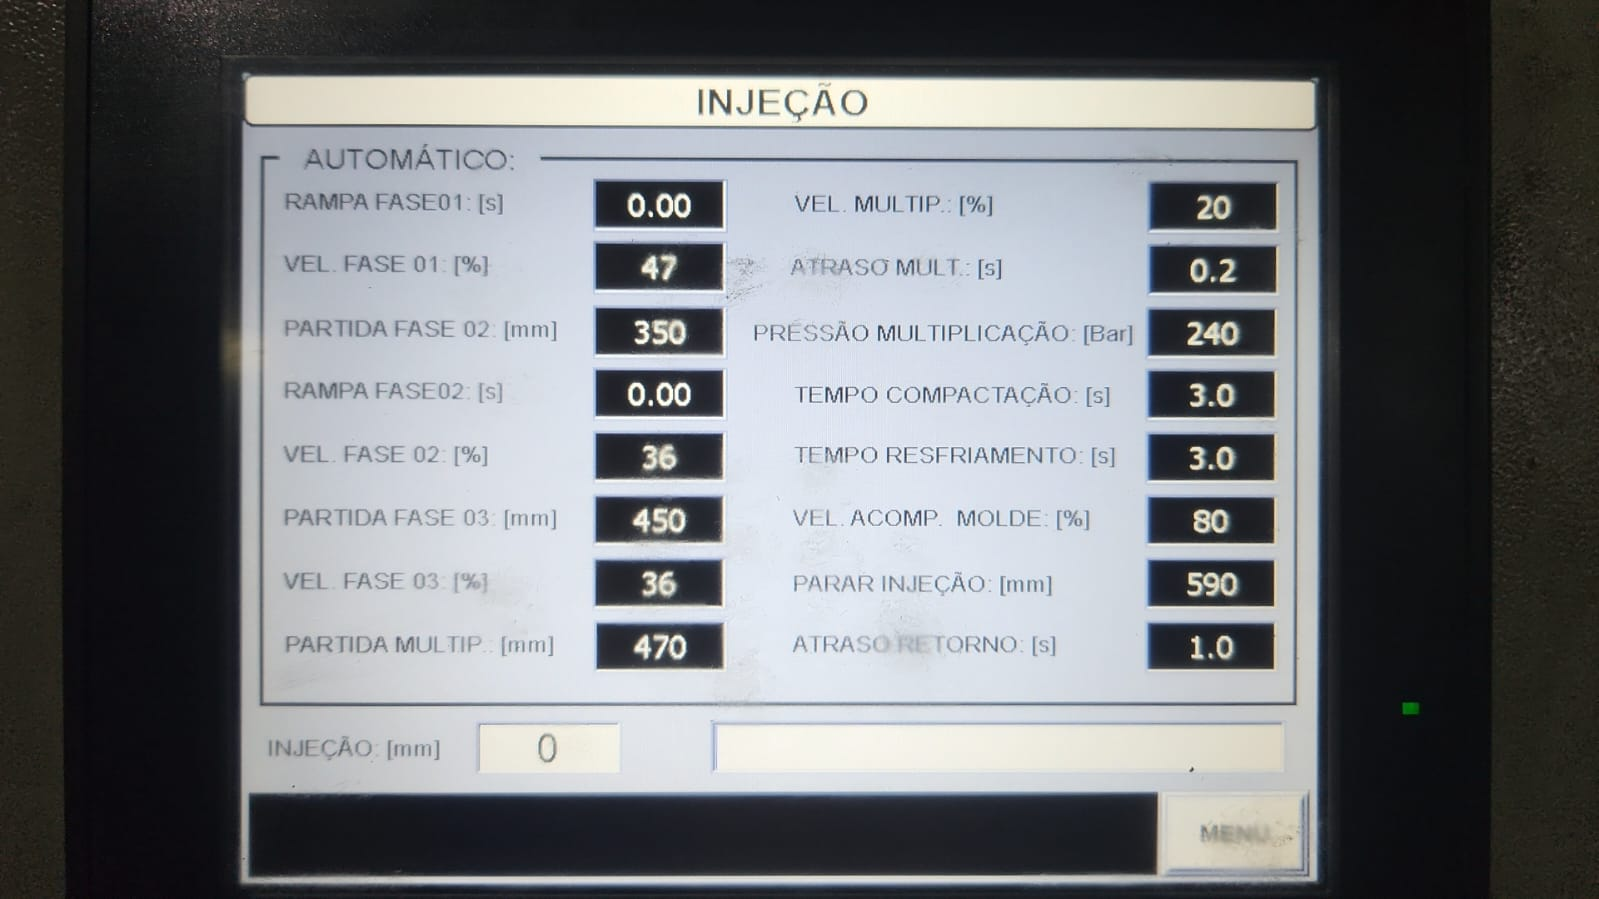 INJEÇÃO
AUTOMÁTICO:
RAMPA FASE01: [s] 0.00
VEL. FASE 01: [%] 47
PARTIDA FASE 02: [mm] 350
RAMPA FASE02: [s] 0.00
VEL. FASE 02: [%] 36
PARTIDA FASE 03: [mm] 450
VEL. FASE 03: [%] 36
PARTIDA MULTIP.: [mm] 470
VEL. MULTIP.: [%] 20
ATRASO MULT.: [s] 0.2
PRESSÃO MULTIPLICAÇÃO: [Bar] 240
TEMPO COMPACTAÇÃO: [s] 3.0
TEMPO RESFRIAMENTO: [s] 3.0
VEL. ACOMP. MOLDE: [%] 80
PARAR INJEÇÃO: [mm] 590
ATRASO RETORNO: [s] 1.0
INJEÇÃO: [mm] 0
MENU